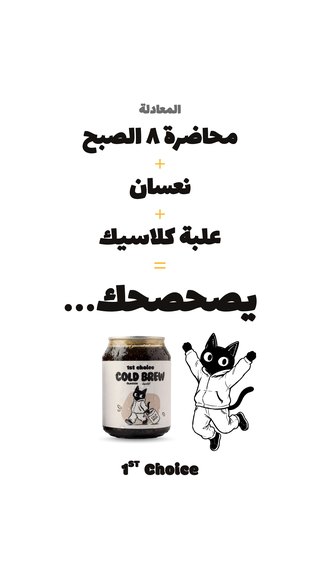 المعادلة
محاضرة ٨ الصبح
+
نعسان
+
علبة كلاسيك
=
يصحصحك...
1st choice
COLD BREW
1ST Choice